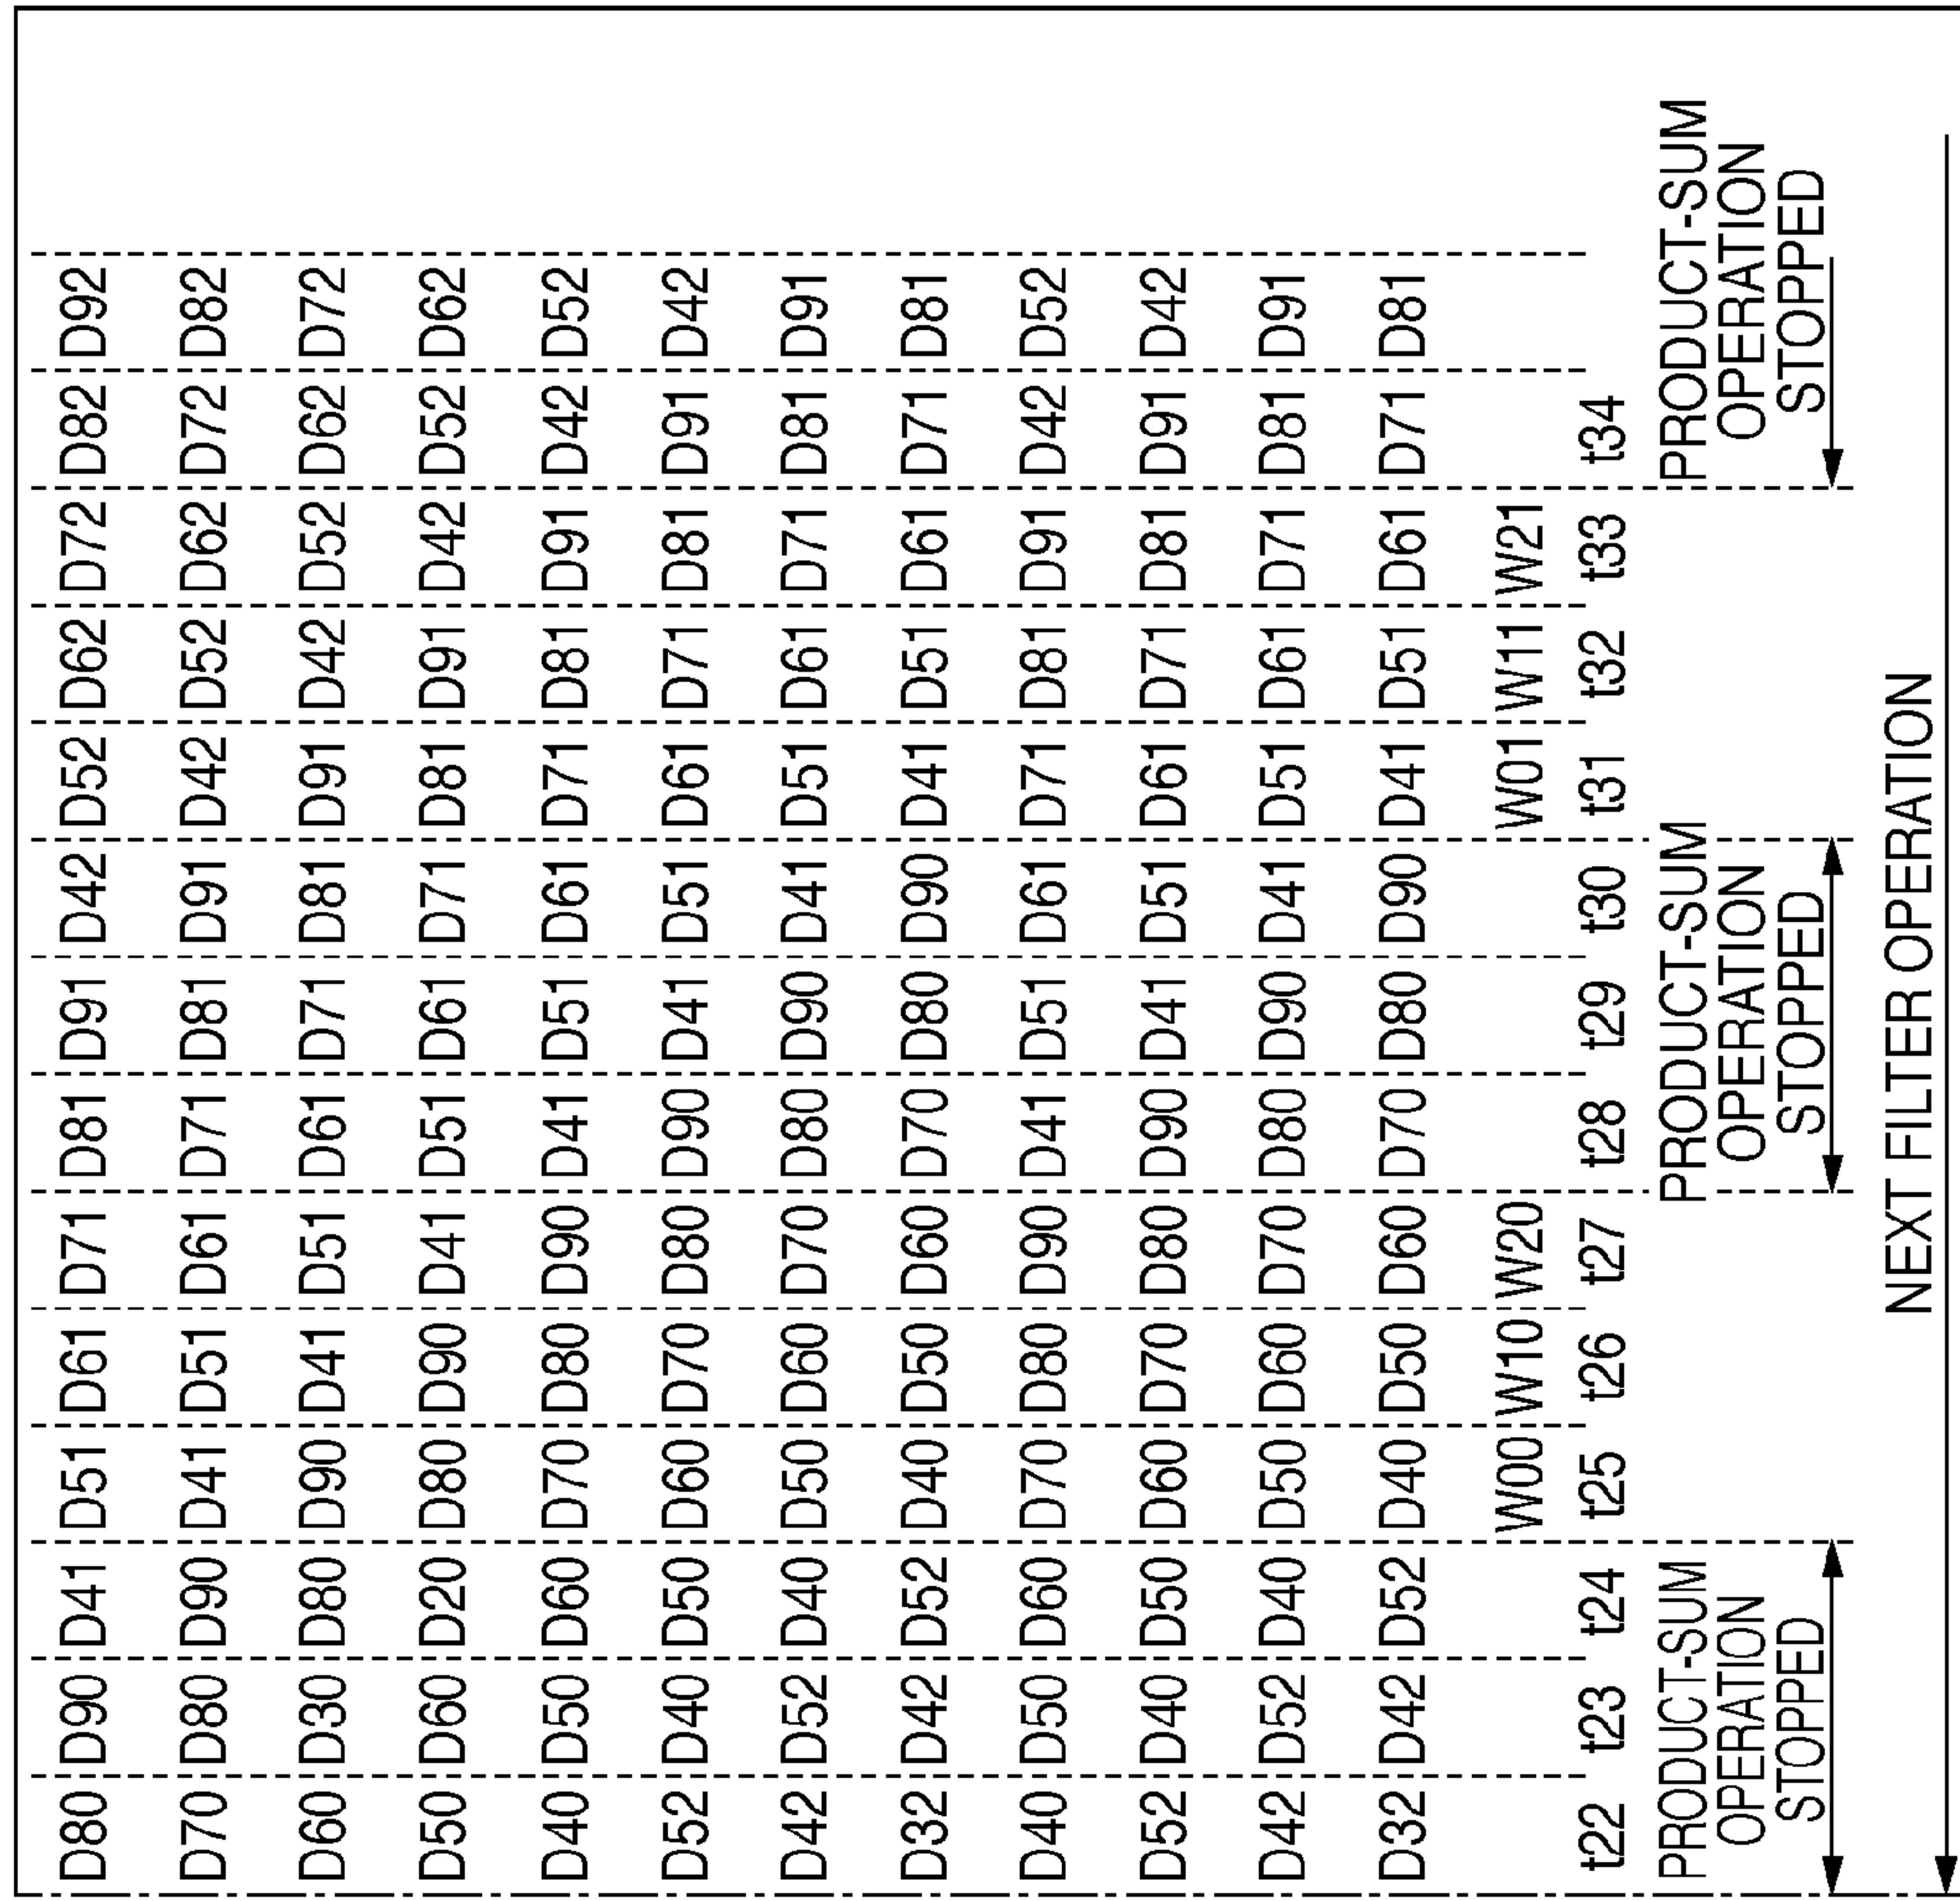 D80 D90 D41 D51 D61 D71 D81 D91 D42 D52 D62 D72 D82 D92
D70 D80 D90 D41 D51 D61 D71 D81 D91 D42 D52 D62 D72 D82
D60 D30 D80 D90 D41 D51 D61 D71 D81 D91 D42 D52 D62 D72
D50 D60 D20 D80 D90 D41 D51 D61 D71 D81 D91 D42 D52 D62
D40 D50 D60 D70 D80 D90 D41 D51 D61 D71 D81 D91 D42 D52
D52 D40 D50 D60 D70 D80 D90 D41 D51 D61 D71 D81 D91 D42
D42 D52 D40 D50 D60 D70 D80 D90 D41 D51 D61 D71 D81 D91
D32 D42 D52 D40 D50 D60 D70 D80 D90 D41 D51 D61 D71 D81
D40 D50 D60 D70 D80 D90 D41 D51 D61 D71 D81 D91 D42 D52
D52 D40 D50 D60 D70 D80 D90 D41 D51 D61 D71 D81 D91 D42
D42 D52 D40 D50 D60 D70 D80 D90 D41 D51 D61 D71 D81 D91
D32 D42 D52 D40 D50 D60 D70 D80 D90 D41 D51 D61 D71 D81
W00 W10 W20 W01 W11 W21
t22 t23 t24 t25 t26 t27 t28 t29 t30 t31 t32 t33 t34
PRODUCT-SUM
OPERATION
STOPPED
PRODUCT-SUM
OPERATION
STOPPED
PRODUCT-SUM
OPERATION
STOPPED
NEXT FILTER OPERATION